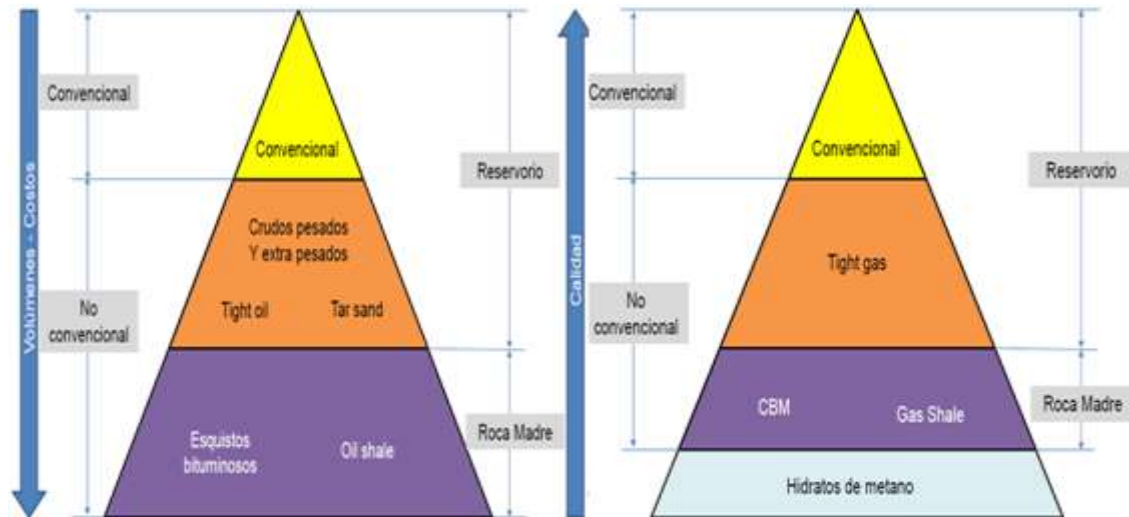 Volúmenes - Costos
Convencional
No
convencional
Convencional
Crudos pesados
Y extra pesados
Tight oil
Tar sand
Esquistos
bituminosos
Oil shale
Reservorio
Roca Madre
Calidad
Convencional
No
convencional
Convencional
Tight gas
CBM
Gas Shale
Hidratos de metano
Reservorio
Roca Madre